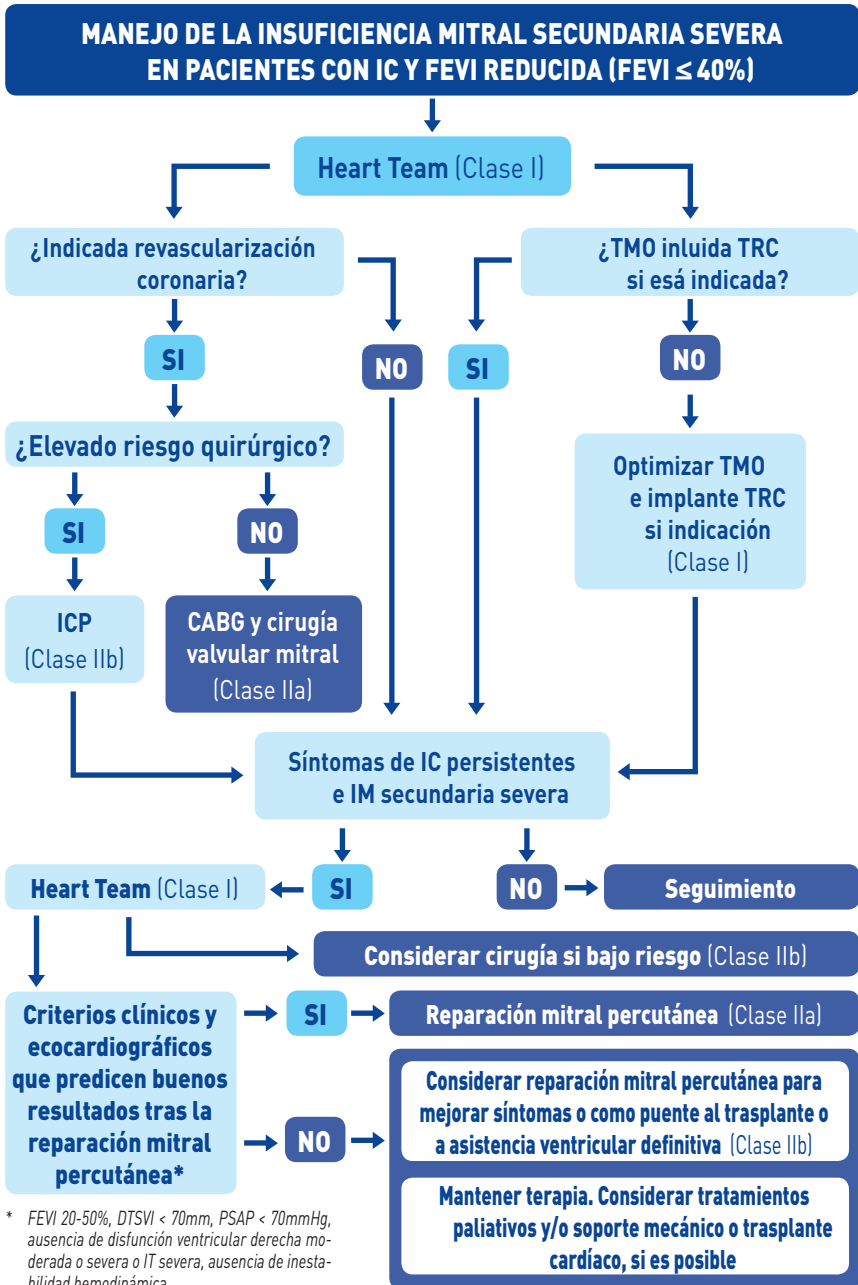 MANEJO DE LA INSUFICIENCIA MITRAL SECUNDARIA SEVERA
EN PACIENTES CON IC Y FEVI REDUCIDA (FEVI ≤ 40%)
Heart Team (Clase I)
¿Indicada revascularización
coronaria?
¿TMO inluida TRC
si esá indicada?
SI
NO
SI
NO
¿Elevado riesgo quirúrgico?
SI
NO
Optimizar TMO
e implante TRC
si indicación
(Clase I)
ICP
(Clase IIb)
CABG y cirugía
valvular mitral
(Clase IIa)
Síntomas de IC persistentes
e IM secundaria severa
Heart Team (Clase I)
SI
NO
Seguimiento
Considerar cirugía si bajo riesgo (Clase IIb)
Criterios clínicos y
ecocardiográficos
que predicen buenos
resultados tras la
reparación mitral
percutánea*
SI
Reparación mitral percutánea (Clase IIa)
NO
Considerar reparación mitral percutánea para
mejorar síntomas o como puente al trasplante o
a asistencia ventricular definitiva (Clase IIb)
Mantener terapia. Considerar tratamientos
paliativos y/o soporte mecánico o trasplante
cardíaco, si es posible
* FEVI 20-50%, DTSVI < 70mm, PSAP < 70mmHg,
ausencia de disfunción ventricular derecha mo-
derada o severa o IT severa, ausencia de inesta-
bilidad hemodinámica